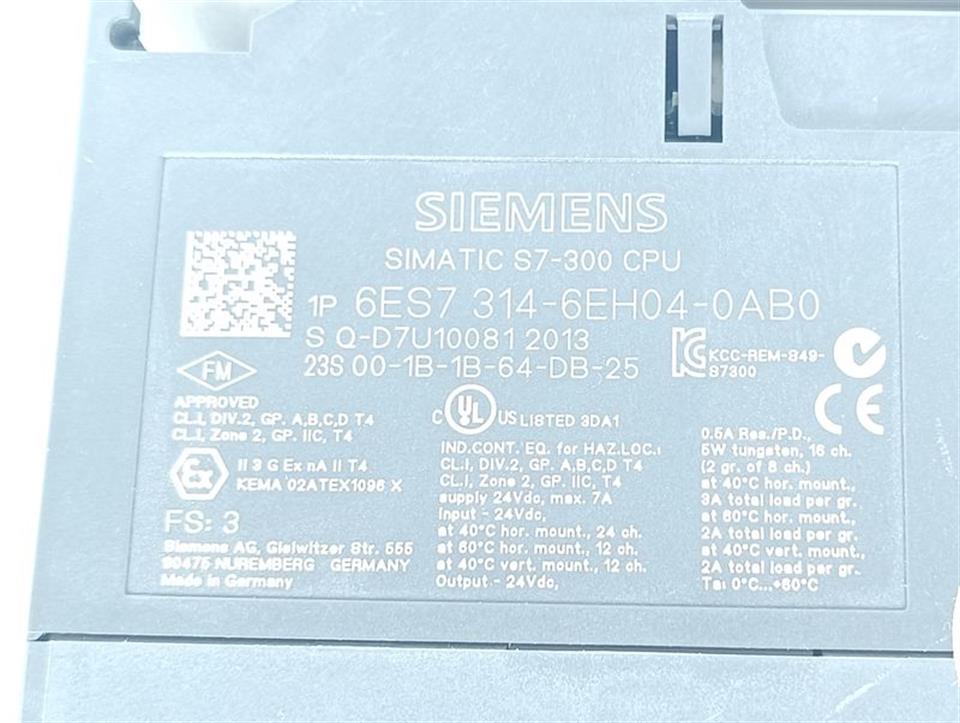 SIEMENS
SIMATIC S7-300 CPU
1P 6ES7 314-6EH04-0AB0
S Q-D7U10081 2013
23S 00-1B-1B-64-DB-25
KCC-REM-S49-
S7300
FM
APPROVED
CL.I, DIV.2, GP. A,B,C,D T4
CL.I, Zone 2, GP. IIC, T4
Ex
II 3 G Ex nA II T4
KEMA 02ATEX1096 X
FS: 3
Siemens AG, Gleiwitzer Str. 555
90475 NUREMBERG GERMANY
Made in Germany
C UL US LISTED 3DA1
IND.CONT. EQ. for HAZ.LOC.:
CL.I, DIV.2, GP. A,B,C,D T4
CL.I, Zone 2, GP. IIC, T4
supply 24Vdc, max. 7A
Input - 24Vdc,
at 40°C hor. mount., 24 ch.
at 60°C hor. mount., 12 ch.
at 40°C vert. mount., 12 ch.
Output - 24Vdc,
CE
0.5A Res./P.D.,
5W tungsten, 16 ch.
(2 gr. of 8 ch.)
at 40°C hor. mount.,
3A total load per gr.
at 60°C hor. mount.,
2A total load per gr.
at 40°C vert. mount.,
2A total load per gr.
Ta: 0°C...+60°C